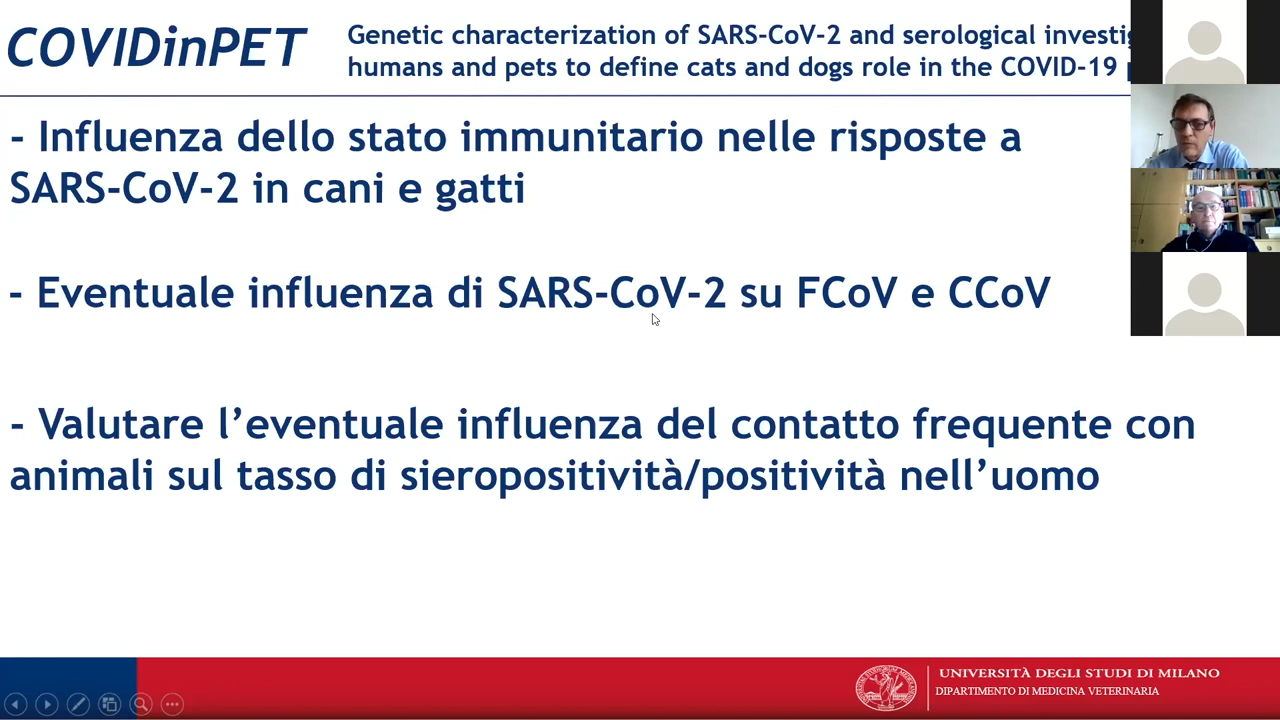 COVIDinPET
Genetic characterization of SARS-CoV-2 and serological
humans and pets to define cats and dogs role in the COVID-19
- Influenza dello stato immunitario nelle risposte a
SARS-CoV-2 in cani e gatti
- Eventuale influenza di SARS-CoV-2 su FCoV e CCoV
- Valutare l’eventuale influenza del contatto frequente con
animali sul tasso di sieropositività/positività nell’uomo
UNIVERSITÀ DEGLI STUDI DI MILANO
DIPARTIMENTO DI MEDICINA VETERINARIA